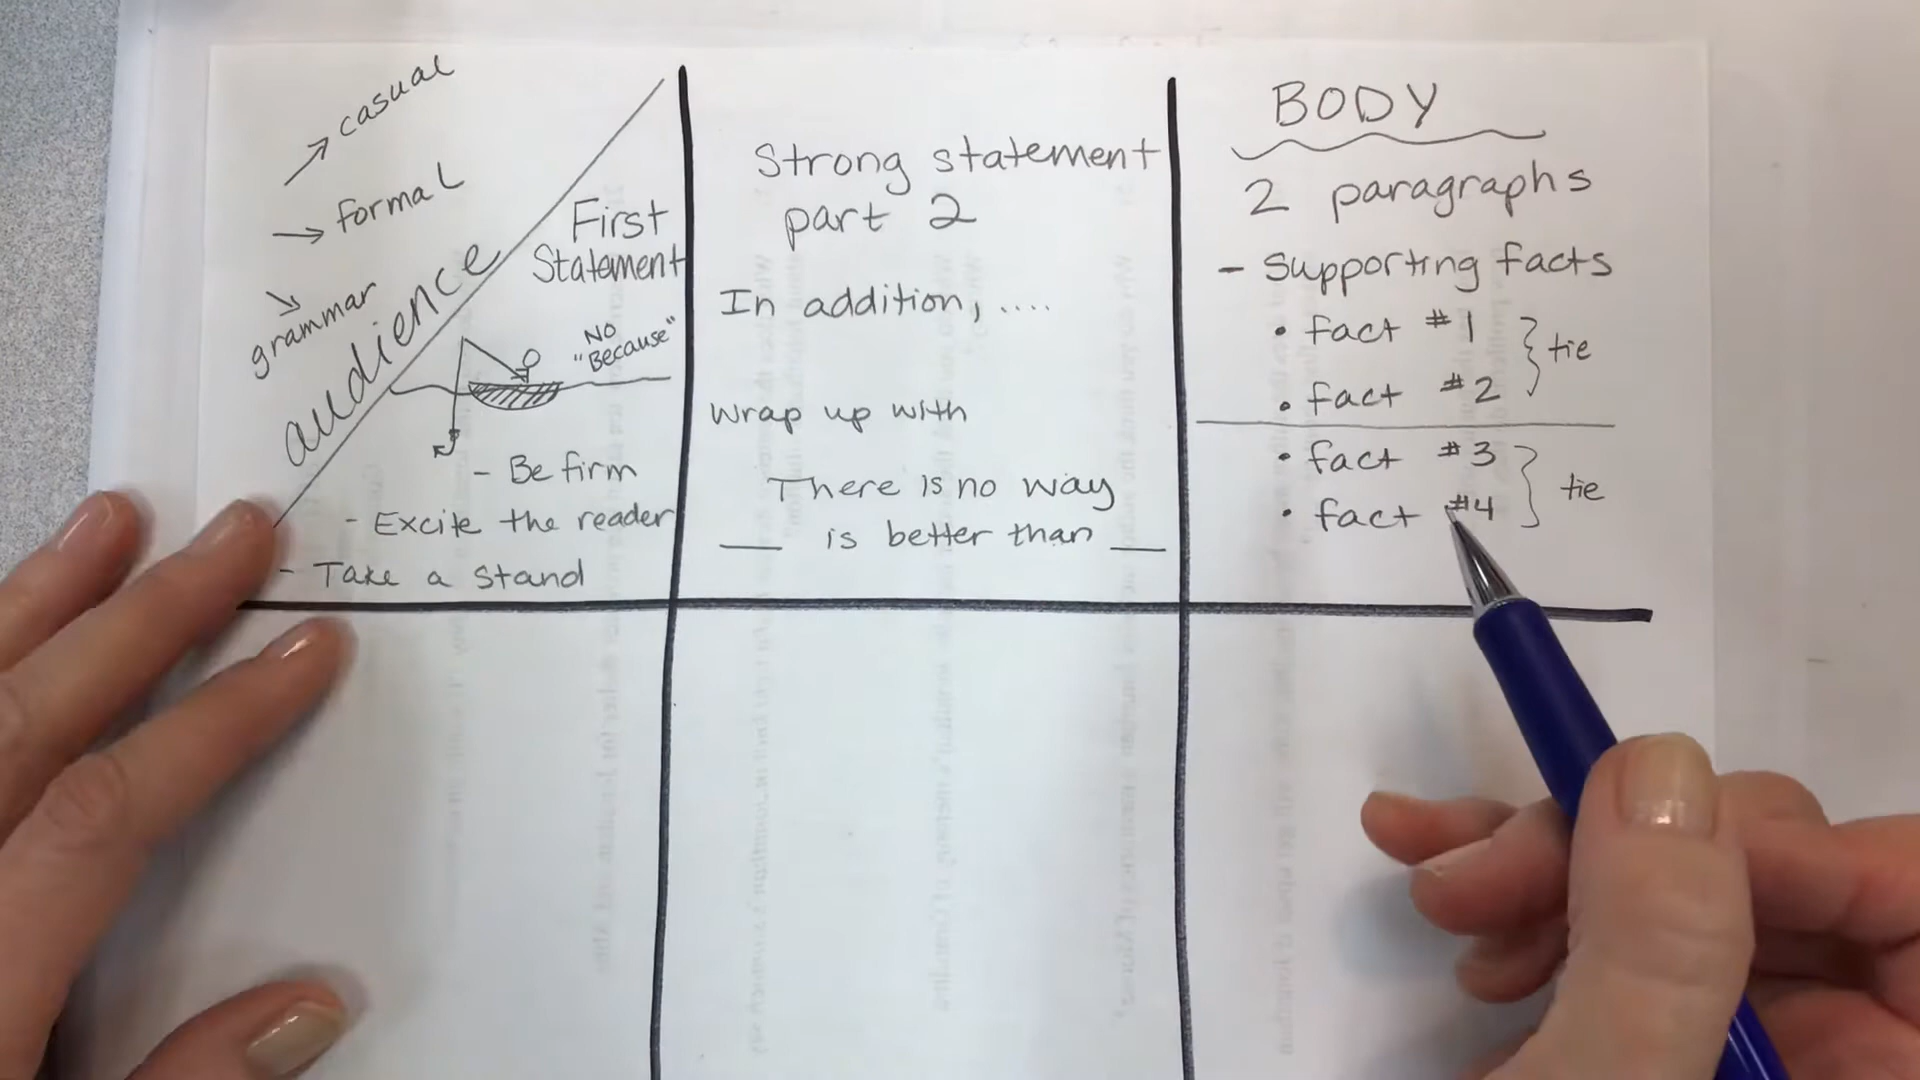 casual
formal
grammar
audience
First
Statement
NO
"Because"
- Be firm
- Excite the reader
- Take a stand
Strong statement
part 2
In addition, ....
Wrap up with
There is no way
__ is better than __
BODY
2 paragraphs
- Supporting facts
• fact #1
• fact #2
tie
• fact #3
• fact #4
tie